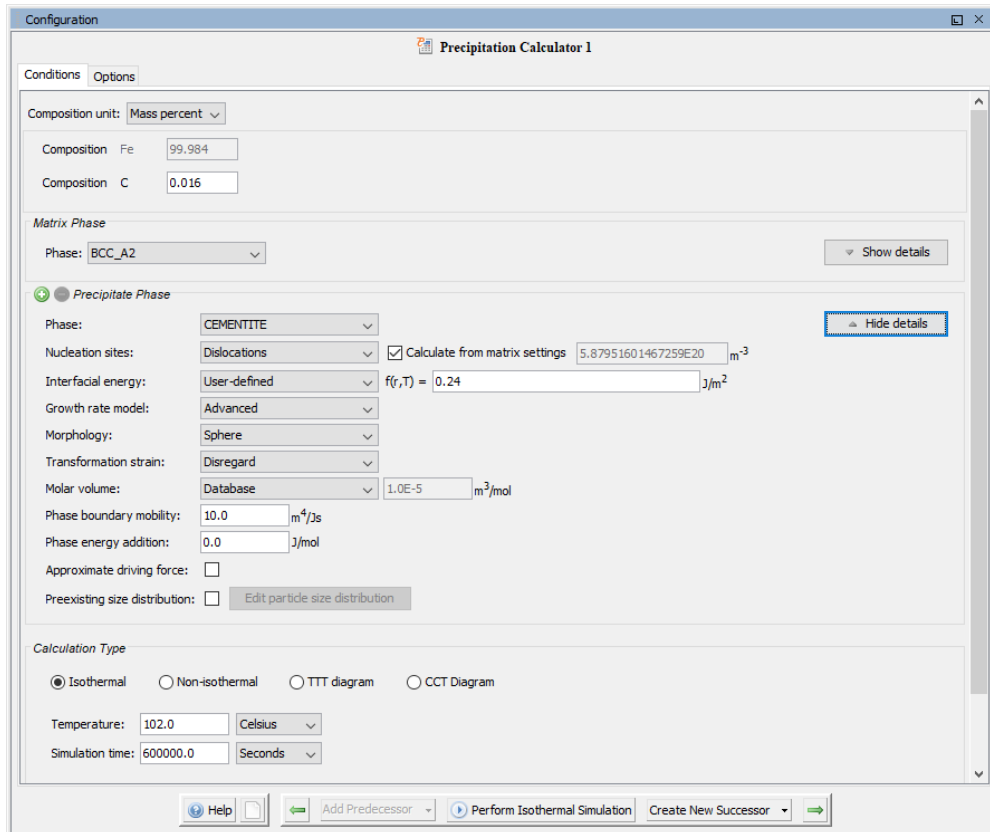 Configuration
Precipitation Calculator 1
Conditions Options
Composition unit: Mass percent
Composition Fe 99.984
Composition C 0.016
Matrix Phase
Phase: BCC_A2 Show details
Precipitate Phase
Phase: CEMENTITE Hide details
Nucleation sites: Dislocations Calculate from matrix settings 5.87951601467259E20 m-3
Interfacial energy: User-defined f(r,T) = 0.24 J/m2
Growth rate model: Advanced
Morphology: Sphere
Transformation strain: Disregard
Molar volume: Database 1.0E-5 m3/mol
Phase boundary mobility: 10.0 m4/Js
Phase energy addition: 0.0 J/mol
Approximate driving force:
Preexisting size distribution: Edit particle size distribution
Calculation Type
Isothermal Non-isothermal TTT diagram CCT Diagram
Temperature: 102.0 Celsius
Simulation time: 600000.0 Seconds
Help Add Predecessor Perform Isothermal Simulation Create New Successor